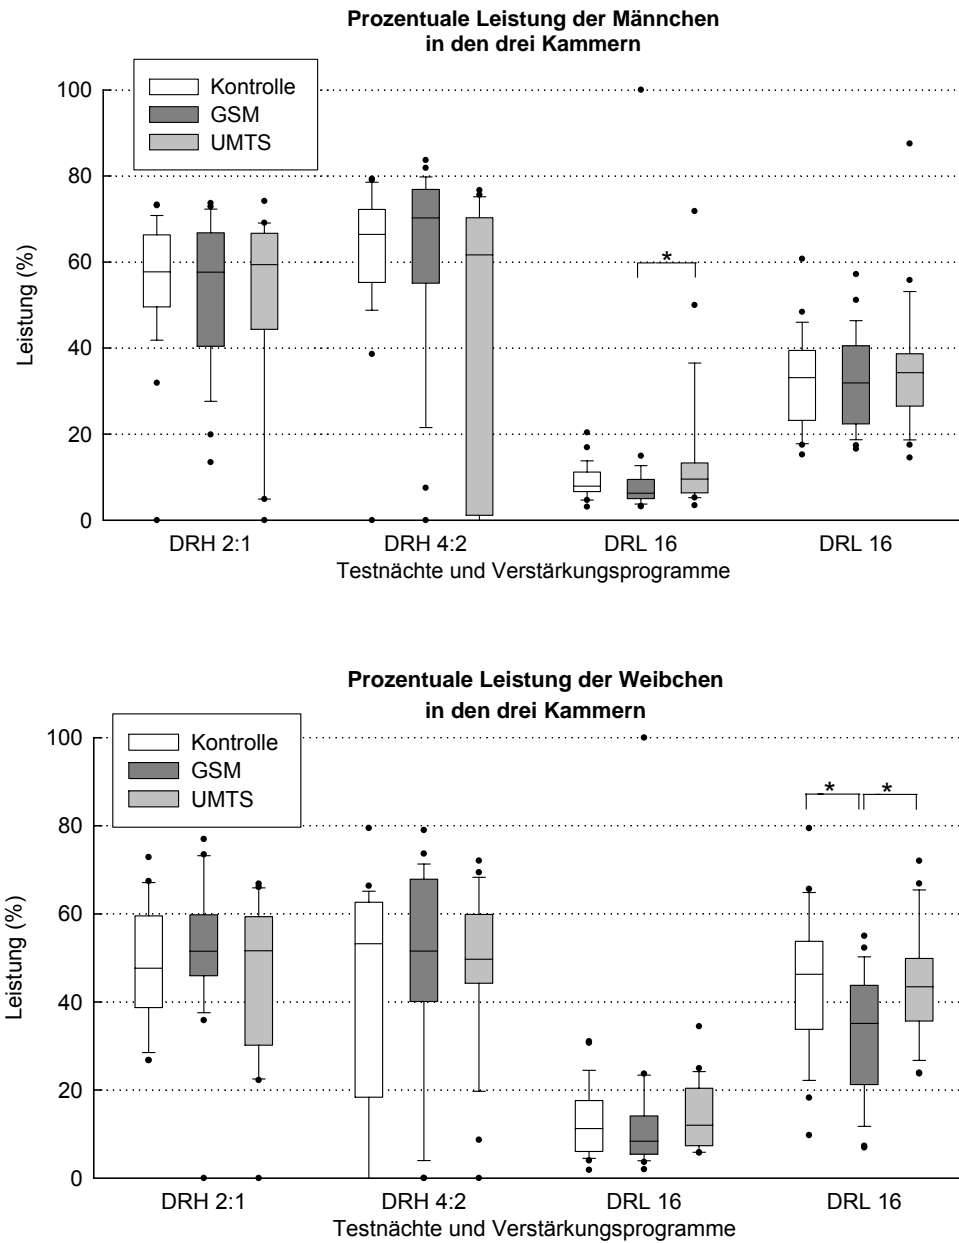 Prozentuale Leistung der Männchen
in den drei Kammern
Kontrolle
GSM
UMTS
100
80
60
40
20
0
Leistung (%)
*
DRH 2:1 DRH 4:2 DRL 16 DRL 16
Testnächte und Verstärkungsprogramme
Prozentuale Leistung der Weibchen
in den drei Kammern
Kontrolle
GSM
UMTS
100
80
60
40
20
0
Leistung (%)
* *
DRH 2:1 DRH 4:2 DRL 16 DRL 16
Testnächte und Verstärkungsprogramme